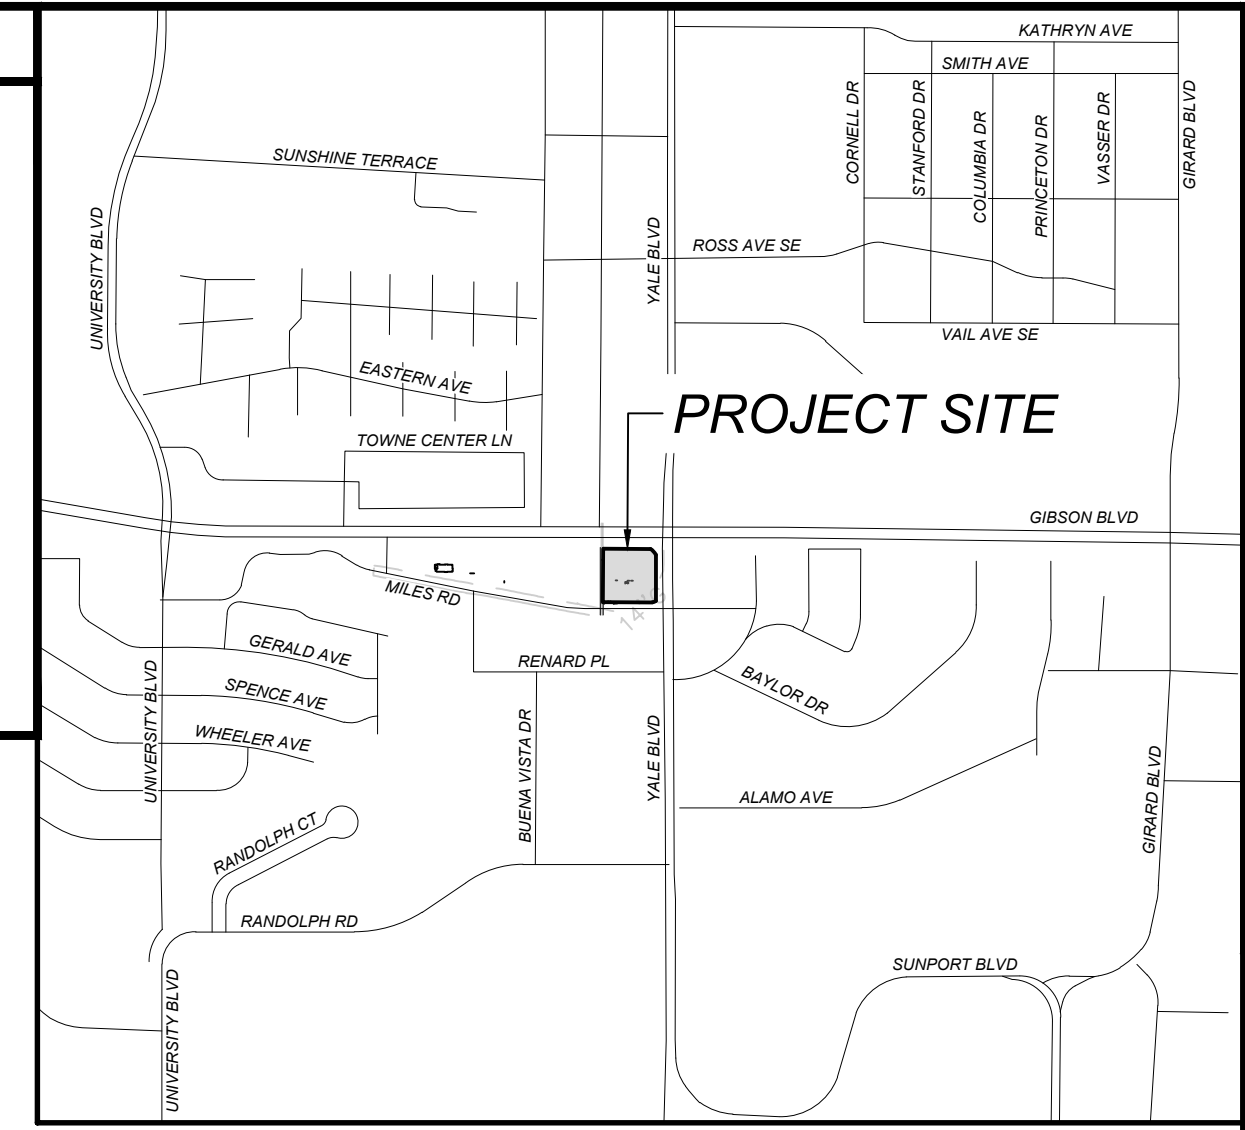 KATHRYN AVE
SMITH AVE
CORNELL DR
STANFORD DR
COLUMBIA DR
PRINCETON DR
VASSER DR
GIRARD BLVD
SUNSHINE TERRACE
UNIVERSITY BLVD
YALE BLVD
ROSS AVE SE
VAIL AVE SE
EASTERN AVE
PROJECT SITE
TOWNE CENTER LN
GIBSON BLVD
MILES RD
GERALD AVE
RENARD PL
SPENCE AVE
BAYLOR DR
WHEELER AVE
UNIVERSITY BLVD
BUENA VISTA DR
YALE BLVD
ALAMO AVE
GIRARD BLVD
RANDOLPH CT
RANDOLPH RD
SUNPORT BLVD
UNIVERSITY BLVD